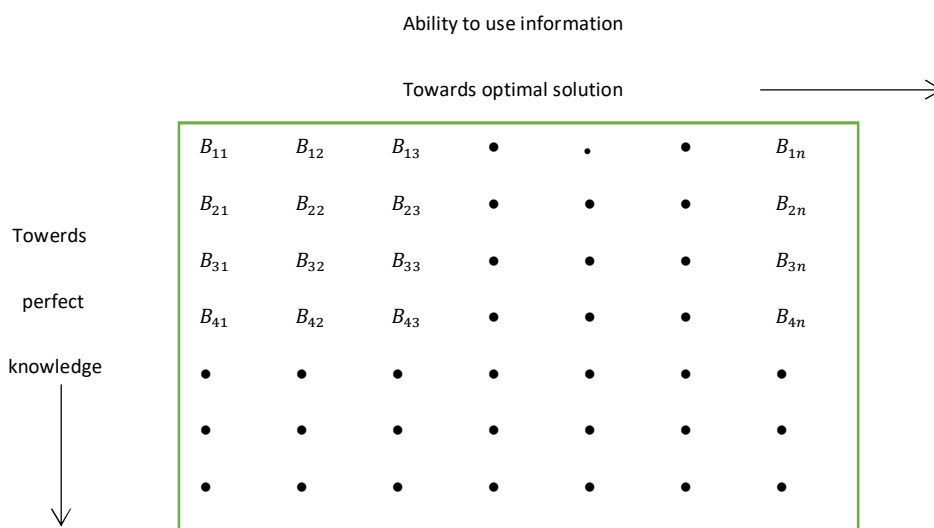 Ability to use information
Towards optimal solution
B₁₁ B₁₂ B₁₃ • • • B₁ₙ
B₂₁ B₂₂ B₂₃ • • • B₂ₙ
Towerds
B₃₁ B₃₂ B₃₃ • • • B₃ₙ
perfect
B₄₁ B₄₂ B₄₃ • • • B₄ₙ
knowledge
• • • • • • •
• • • • • • •
• • • • • • •